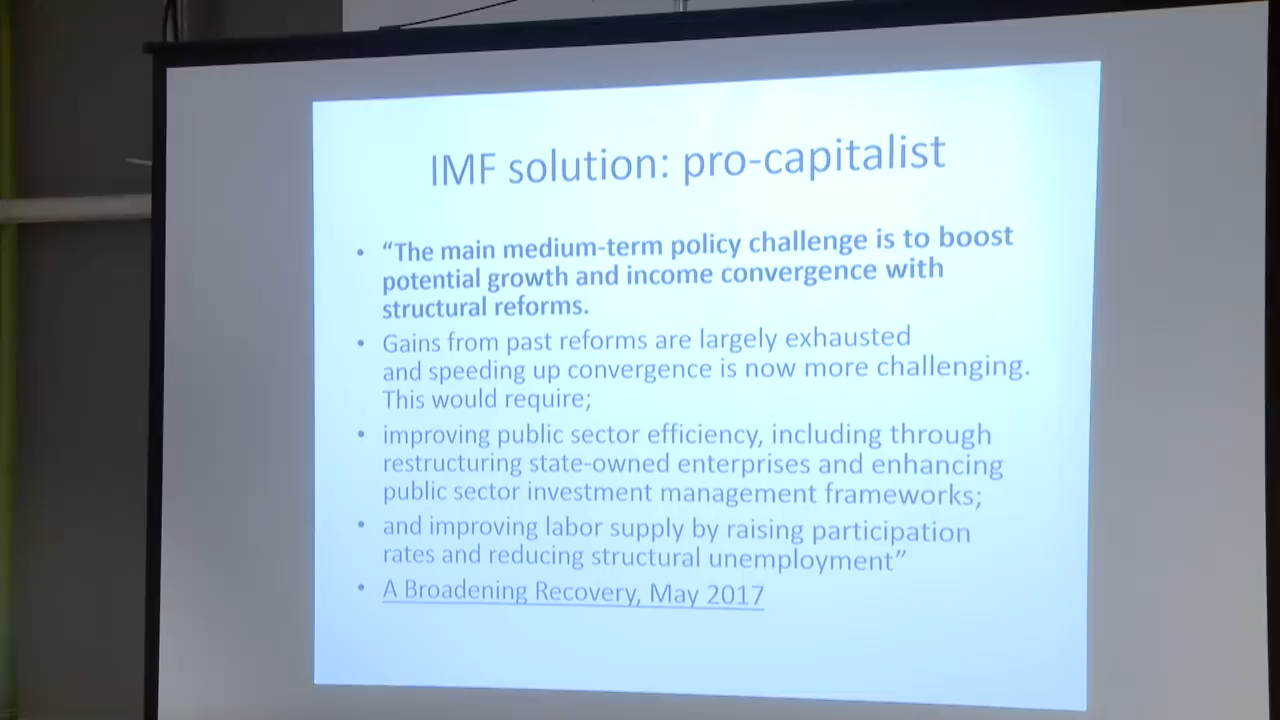 IMF solution: pro-capitalist
• “The main medium-term policy challenge is to boost
potential growth and income convergence with
structural reforms.
• Gains from past reforms are largely exhausted
and speeding up convergence is now more challenging.
This would require;
• improving public sector efficiency, including through
restructuring state-owned enterprises and enhancing
public sector investment management frameworks;
• and improving labor supply by raising participation
rates and reducing structural unemployment”
• A Broadening Recovery, May 2017